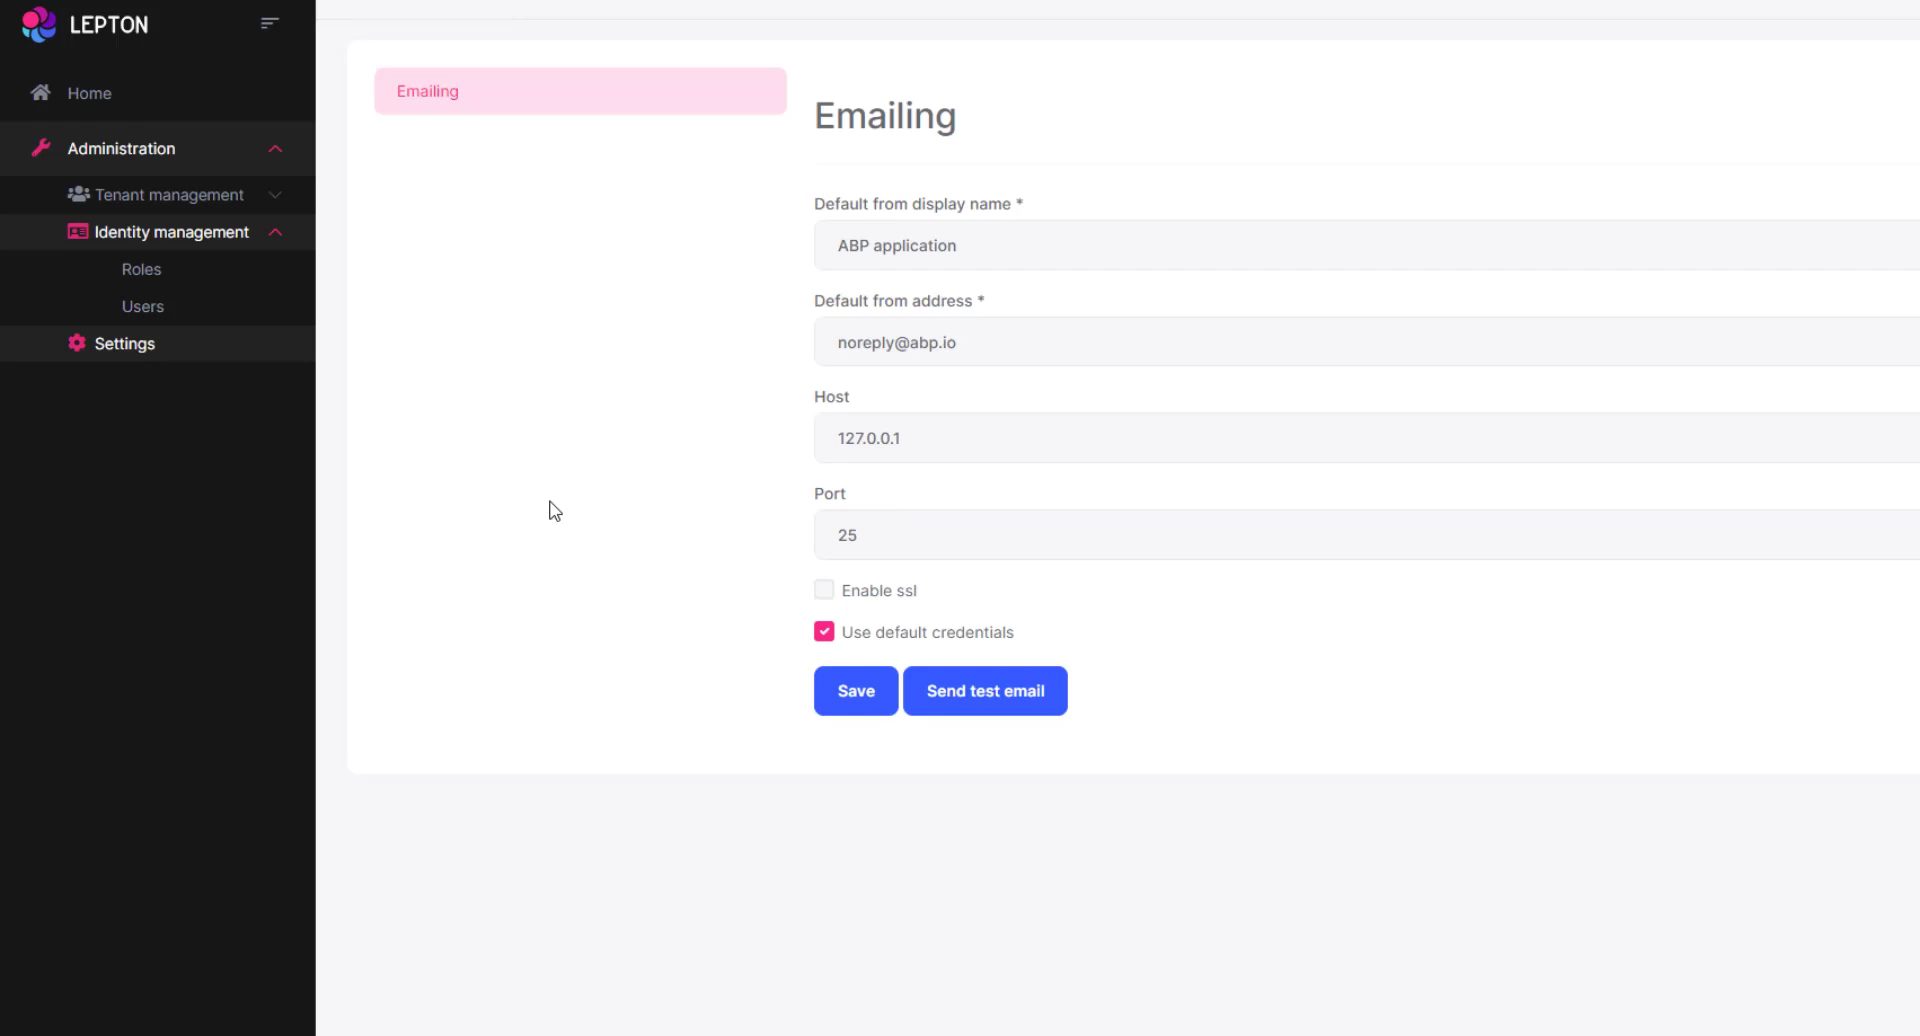 LEPTON
Home
Administration
Tenant management
Identity management
Roles
Users
Settings
Emailing
Emailing
Default from display name *
ABP application
Default from address *
noreply@abp.io
Host
127.0.0.1
Port
25
Enable ssl
Use default credentials
Save
Send test email